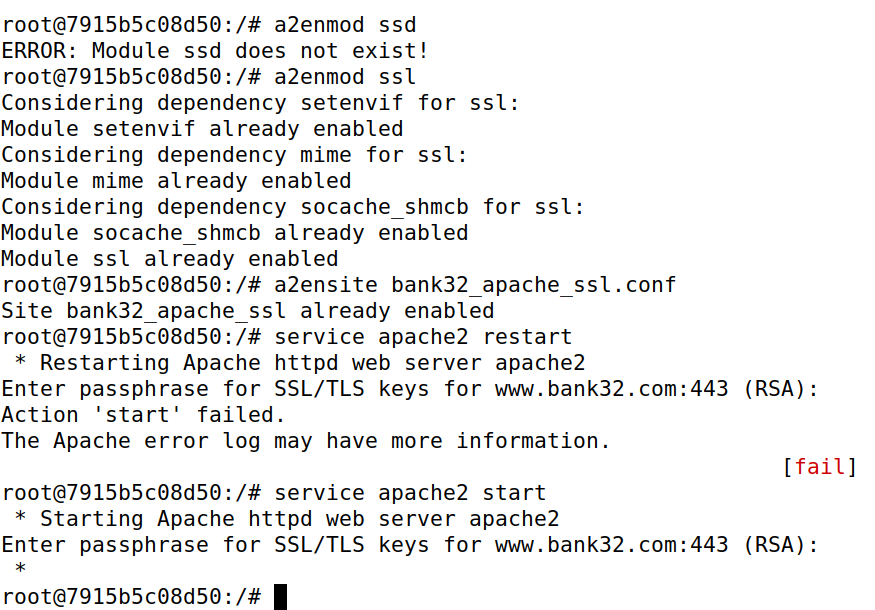 root@7915b5c08d50:/# a2enmod ssd
ERROR: Module ssd does not exist!
root@7915b5c08d50:/# a2enmod ssl
Considering dependency setenvif for ssl:
Module setenvif already enabled
Considering dependency mime for ssl:
Module mime already enabled
Considering dependency socache_shmcb for ssl:
Module socache_shmcb already enabled
Module ssl already enabled
root@7915b5c08d50:/# a2ensite bank32_apache_ssl.conf
Site bank32_apache_ssl already enabled
root@7915b5c08d50:/# service apache2 restart
 * Restarting Apache httpd web server apache2
Enter passphrase for SSL/TLS keys for www.bank32.com:443 (RSA):
Action 'start' failed.
The Apache error log may have more information.
[fail]
root@7915b5c08d50:/# service apache2 start
 * Starting Apache httpd web server apache2
Enter passphrase for SSL/TLS keys for www.bank32.com:443 (RSA):
 *
root@7915b5c08d50:/#